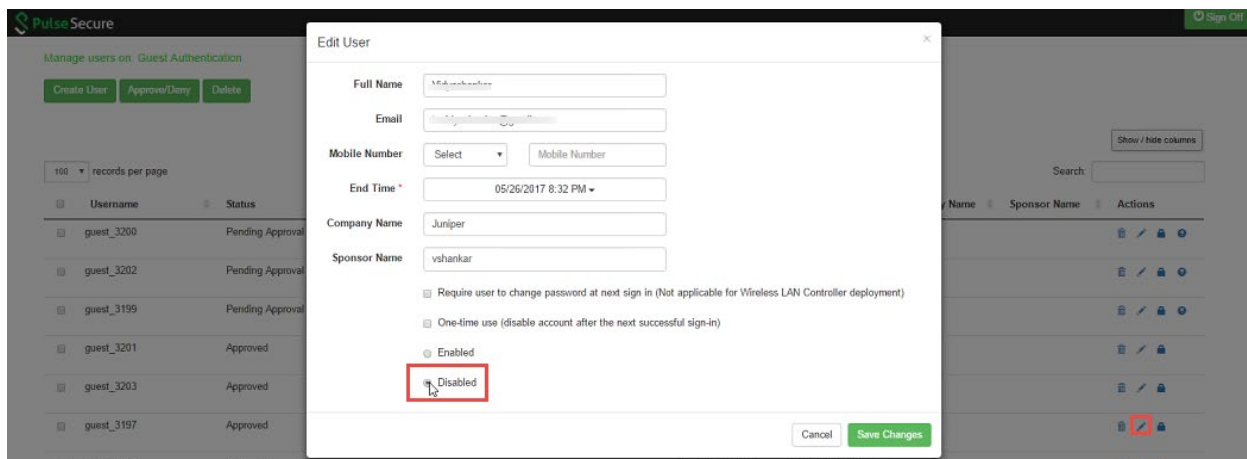 Pulse Secure
Sign Off
Edit User
×
Manage users on: Guest Authentication
Create User Approve/Deny Delete
Full Name
Email
Mobile Number Select Mobile Number
Show / hide columns
100 records per page
Search:
End Time * 05/26/2017 8:32 PM
Username Status
y Name Sponsor Name Actions
Company Name Juniper
guest_3200 Pending Approval
Sponsor Name vshankar
guest_3202 Pending Approval
Require user to change password at next sign in (Not applicable for Wireless LAN Controller deployment)
guest_3199 Pending Approval
One-time use (disable account after the next successful sign-in)
guest_3201 Approved
Enabled
guest_3203 Approved
Disabled
guest_3197 Approved
Cancel Save Changes